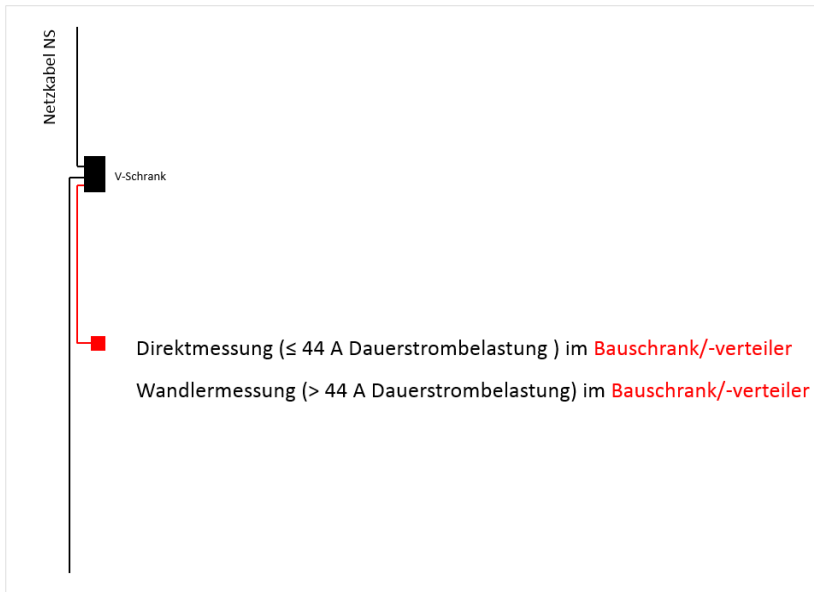 Netzkabel NS
V-Schrank
Direktmessung (≤ 44 A Dauerstrombelastung ) im Bauschrank/-verteiler
Wandlermessung (> 44 A Dauerstrombelastung) im Bauschrank/-verteiler